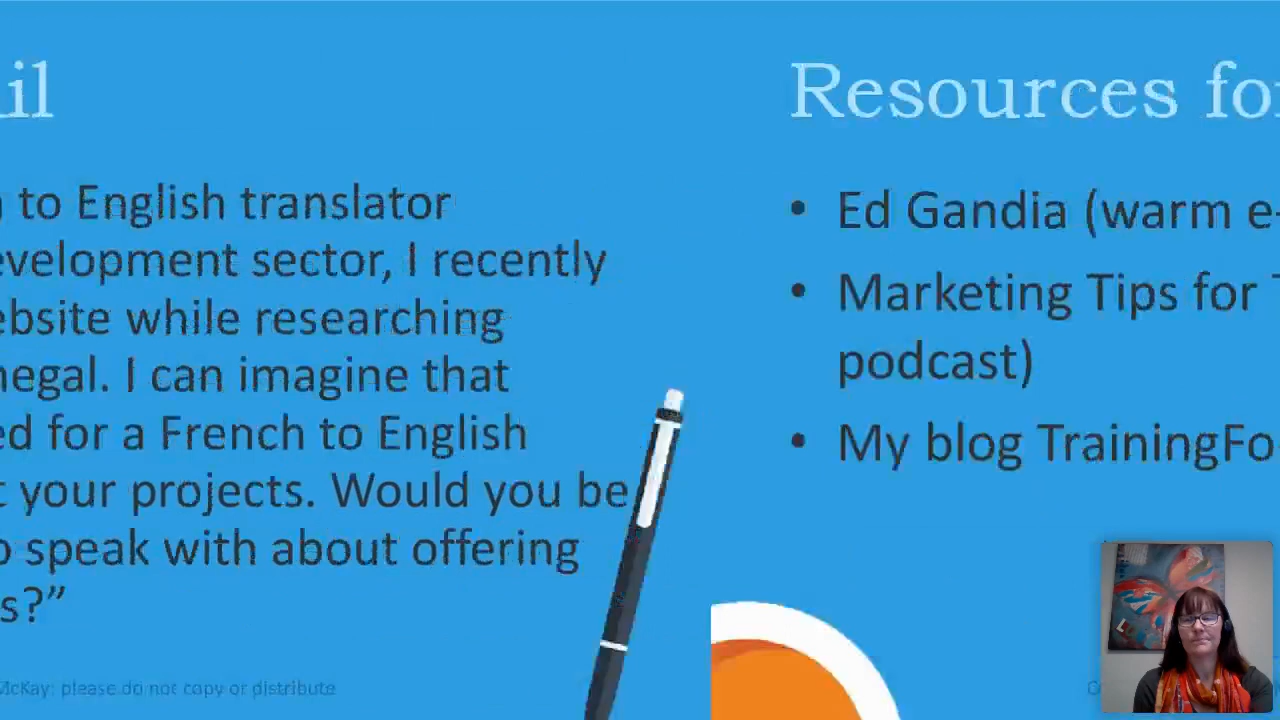 il
to English translator
evelopment sector, I recently
ebsite while researching
negal. I can imagine that
ed for a French to English
t your projects. Would you be
o speak with about offering
s?”
McKay: please do not copy or distribute
Resources for
• Ed Gandia (warm e-
• Marketing Tips for T
podcast)
• My blog TrainingFo